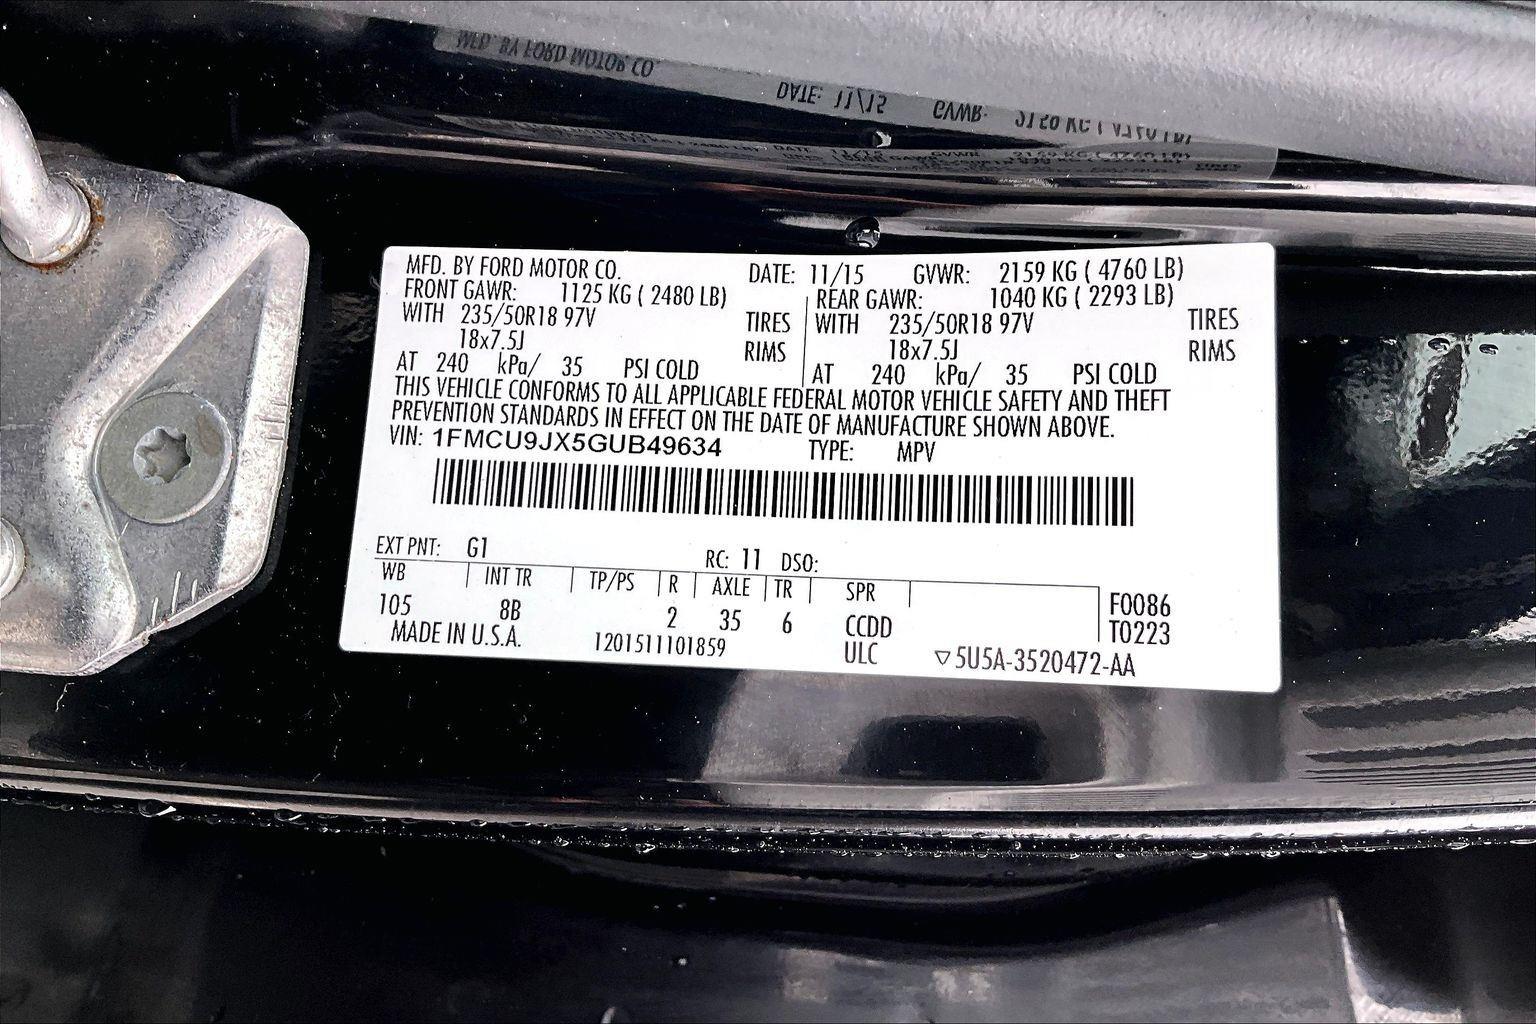 MFD. BY FORD MOTOR CO. DATE: 11/15 GVWR: 2159 KG ( 4760 LB)
FRONT GAWR: 1125 KG ( 2480 LB) REAR GAWR: 1040 KG ( 2293 LB)
WITH 235/50R18 97V TIRES WITH 235/50R18 97V TIRES
18x7.5J RIMS 18x7.5J RIMS
AT 240 kPa/ 35 PSI COLD AT 240 kPa/ 35 PSI COLD
THIS VEHICLE CONFORMS TO ALL APPLICABLE FEDERAL MOTOR VEHICLE SAFETY AND THEFT
PREVENTION STANDARDS IN EFFECT ON THE DATE OF MANUFACTURE SHOWN ABOVE.
VIN: 1FMCU9JX5GUB49634 TYPE: MPV
EXT PNT: G1 RC: 11 DSO:
WB INT TR TP/PS R AXLE TR SPR
105 8B 2 35 6 CCDD F0086
T0223
MADE IN U.S.A. 1201511101859 ULC ▽5U5A-3520472-AA